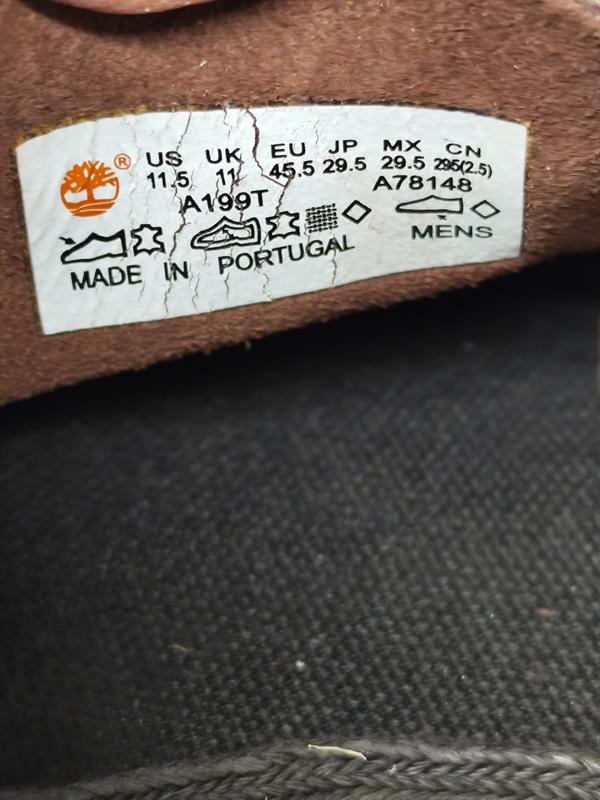 ® US UK EU JP MX CN
11.5 11 45.5 29.5 29.5 295(2.5)
A199T A78148
MENS
MADE IN PORTUGAL